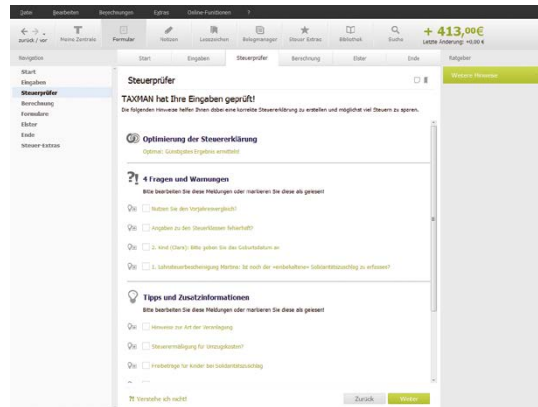 Datei Bearbeiten Berechnungen Extras Online-Funktionen ?
zurück / vor Meine Zentrale Formular Notizen Lesezeichen Belegmanager Steuer Extras Bibliothek Suche
+ 413,00€
Letzte Änderung: +0,00 €
Navigation Start Eingaben Steuerprüfer Berechnung Elster Ende Ratgeber
Start
Eingaben
Steuerprüfer
Berechnung
Formulare
Elster
Ende
Steuer-Extras
Steuerprüfer
Weitere Hinweise
TAXMAN hat Ihre Eingaben geprüft!
Die folgenden Hinweise helfen Ihnen dabei eine korrekte Steuererklärung zu erstellen und möglichst viel Steuern zu sparen.
Optimierung der Steuererklärung
Optimal: Günstigstes Ergebnis ermittelt!
?! 4 Fragen und Warnungen
Bitte bearbeiten Sie diese Meldungen oder markieren Sie diese als gelesen!
Nutzen Sie den Vorjahresvergleich!
Angaben zu den Steuerklassen fehlerhaft?
2. Kind (Clara): Bitte geben Sie das Geburtsdatum an
1. Lohnsteuerbescheinigung Martina: Ist noch der »einbehaltene« Solidaritätszuschlag zu erfassen?
Tipps und Zusatzinformationen
Bitte bearbeiten Sie diese Meldungen oder markieren Sie diese als gelesen!
Hinweise zur Art der Veranlagung
Steuerermäßigung für Umzugskosten?
Freibeträge für Kinder bei Solidaritätszuschlag
?! Verstehe ich nicht!
Zurück Weiter